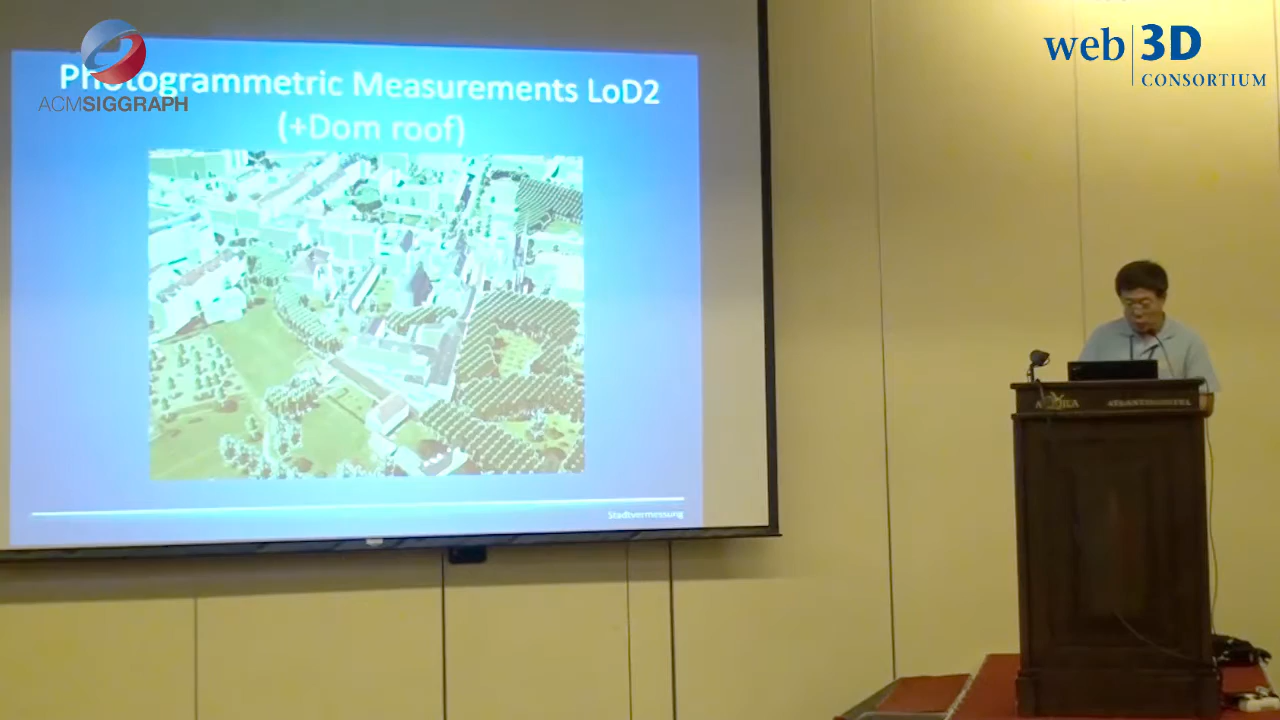 Photogrammetric Measurements LoD2
(+Dom roof)
ACMSIGGRAPH
web 3D
CONSORTIUM
Stadtvermessung